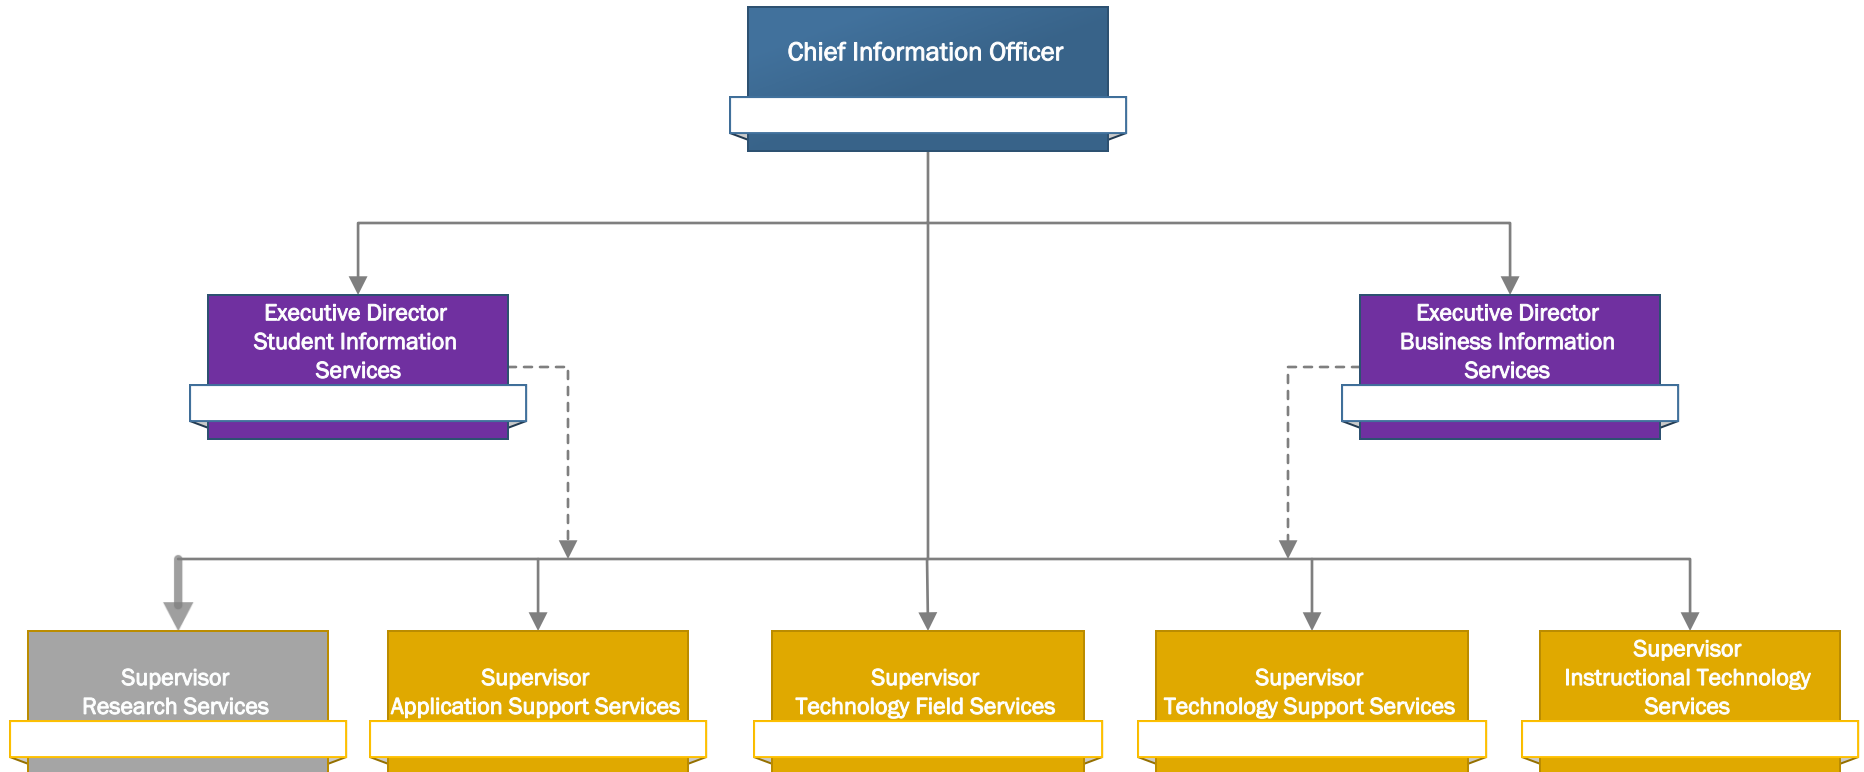 Chief Information Officer
Executive Director
Student Information
Services
Executive Director
Business Information
Services
Supervisor
Research Services
Supervisor
Application Support Services
Supervisor
Technology Field Services
Supervisor
Technology Support Services
Supervisor
Instructional Technology
Services